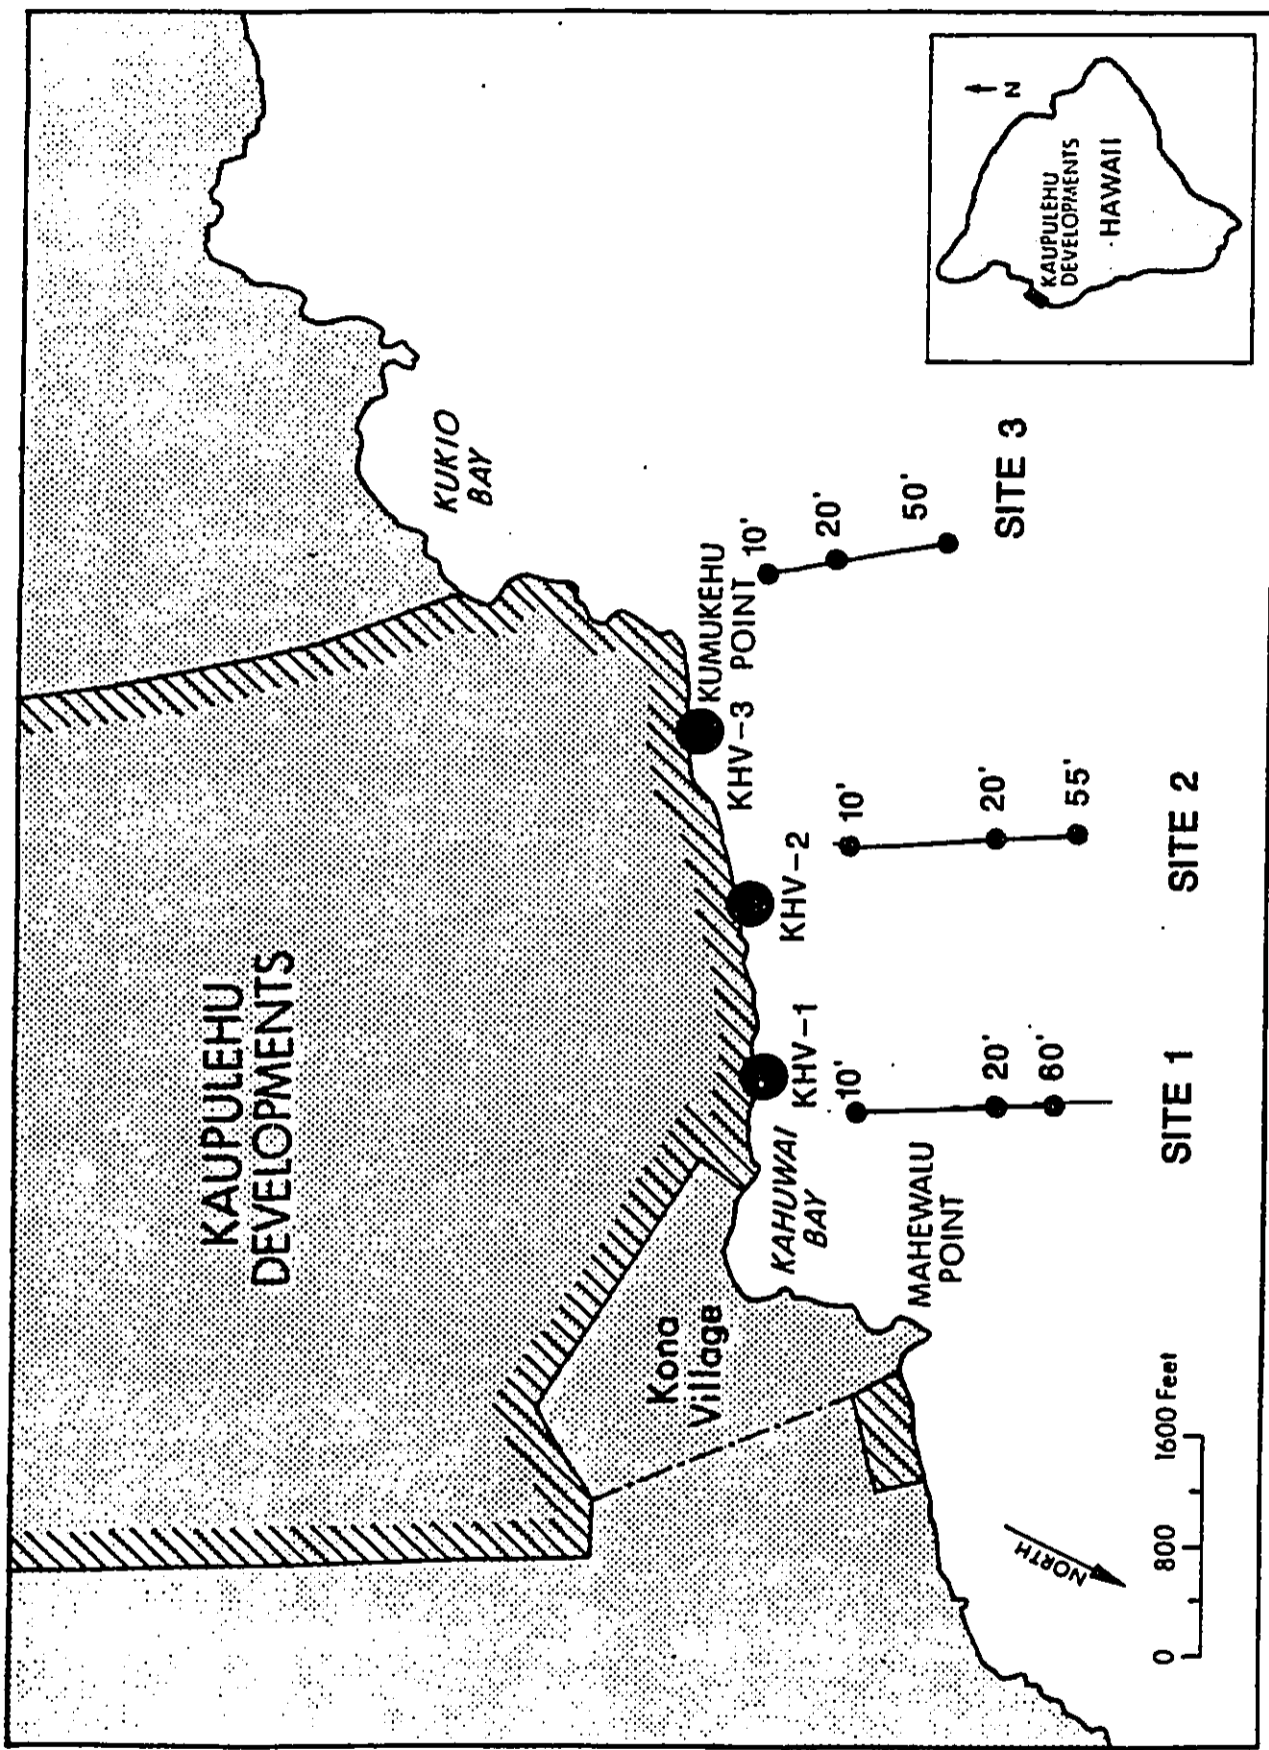 KAUPULEHU
DEVELOPMENTS
Kona
Village
KAHUWAI
BAY
MAHEWALU
POINT
KHV-1
KHV-2
KHV-3
KUMUKEHU
POINT
KUKIO
BAY
10'
20'
60'
SITE 1
10'
20'
55'
SITE 2
10'
20'
50'
SITE 3
NORTH
0 800 1600 Feet
N
KAUPULEHU
DEVELOPMENTS
HAWAII